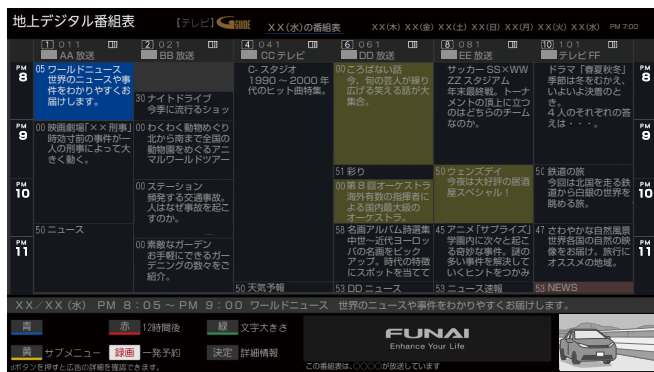 地上デジタル番組表
［テレビ］ GGUIDE
XX(水)の番組表
XX(木) XX(金) XX(土) XX(日) XX(月) XX(火) XX(水) PM 7:00
1 011
AA 放送
2 021
BB 放送
4 041
CC テレビ
6 061
DD 放送
8 081
EE 放送
10 101
テレビ FF
PM
8
PM
9
PM
10
PM
11
05 ワールドニュース
世界のニュースや事
件をわかりやすくお
届けします。
00 映画劇場「××刑事」
時効寸前の事件が一
人の刑事によって大
きく動く。
50 ニュース
30 ナイトドライブ
今季に流行るショッ
00 わくわく動物めぐり
北から南まで全国の
動物園をめぐるアニ
マルワールドツアー
00 ステーション
頻発する交通事故。
人はなぜ事故を起こ
すのか。
00 素敵なガーデン
お手軽にできるガー
デニングの数々をご
紹介。
C-スタジオ
1990～2000年
代のヒット曲特集。
50 天気予報
00 ころばない話
今、旬の芸人が繰り
広げる笑える話が大
集合。
51 彩り
00 第8回オーケストラ
海外有数の指揮者に
よる国内最大級の
オーケストラ。
58 名画アルバム詩選集
中世～近代ヨーロッ
パの名画をピック
アップ。時代の特徴
にスポットを当てて
53 DD ニュース
サッカー SS×WW
ZZ スタジアム
年末最終戦。トーナ
メントの頂上に立つ
のはどちらのチーム
なのか。
50 ウェンズデイ
今夜は大好評の居酒
屋スペシャル！
45 アニメ「サプライズ」
学園内に次々と起こ
る奇妙な事件。謎の
多い事件を解決して
いくヒントをつかみ
53 ニュース速報
ドラマ「春夏秋冬」
季節は冬をむかえ、
いよいよ決着のと
き。
4人のそれぞれの答
えは・・・。
50 鉄道の旅
今回は北国を走る鉄
道から白銀の世界を
眺める旅。
47 さわやかな自然風景
世界各国の自然の映
像をお届け。旅行に
オススメの地域。
53 NEWS
PM
8
PM
9
PM
10
PM
11
XX／XX (水) PM 8:05～PM 9:00 ワールドニュース 世界のニュースや事件をわかりやすくお届けします。
青
赤 12時間後
緑 文字大きさ
黄 サブメニュー
録画 一発予約
決定 詳細情報
dボタンを押すと広告の詳細を確認できます。
FUNAI
Enhance Your Life
この番組表は、○○○○が放送しています